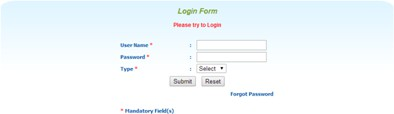 Login Form
Please try to Login
User Name * :
Password * :
Type * : Select
Submit Reset
Forgot Password
* Mandatory Field(s)